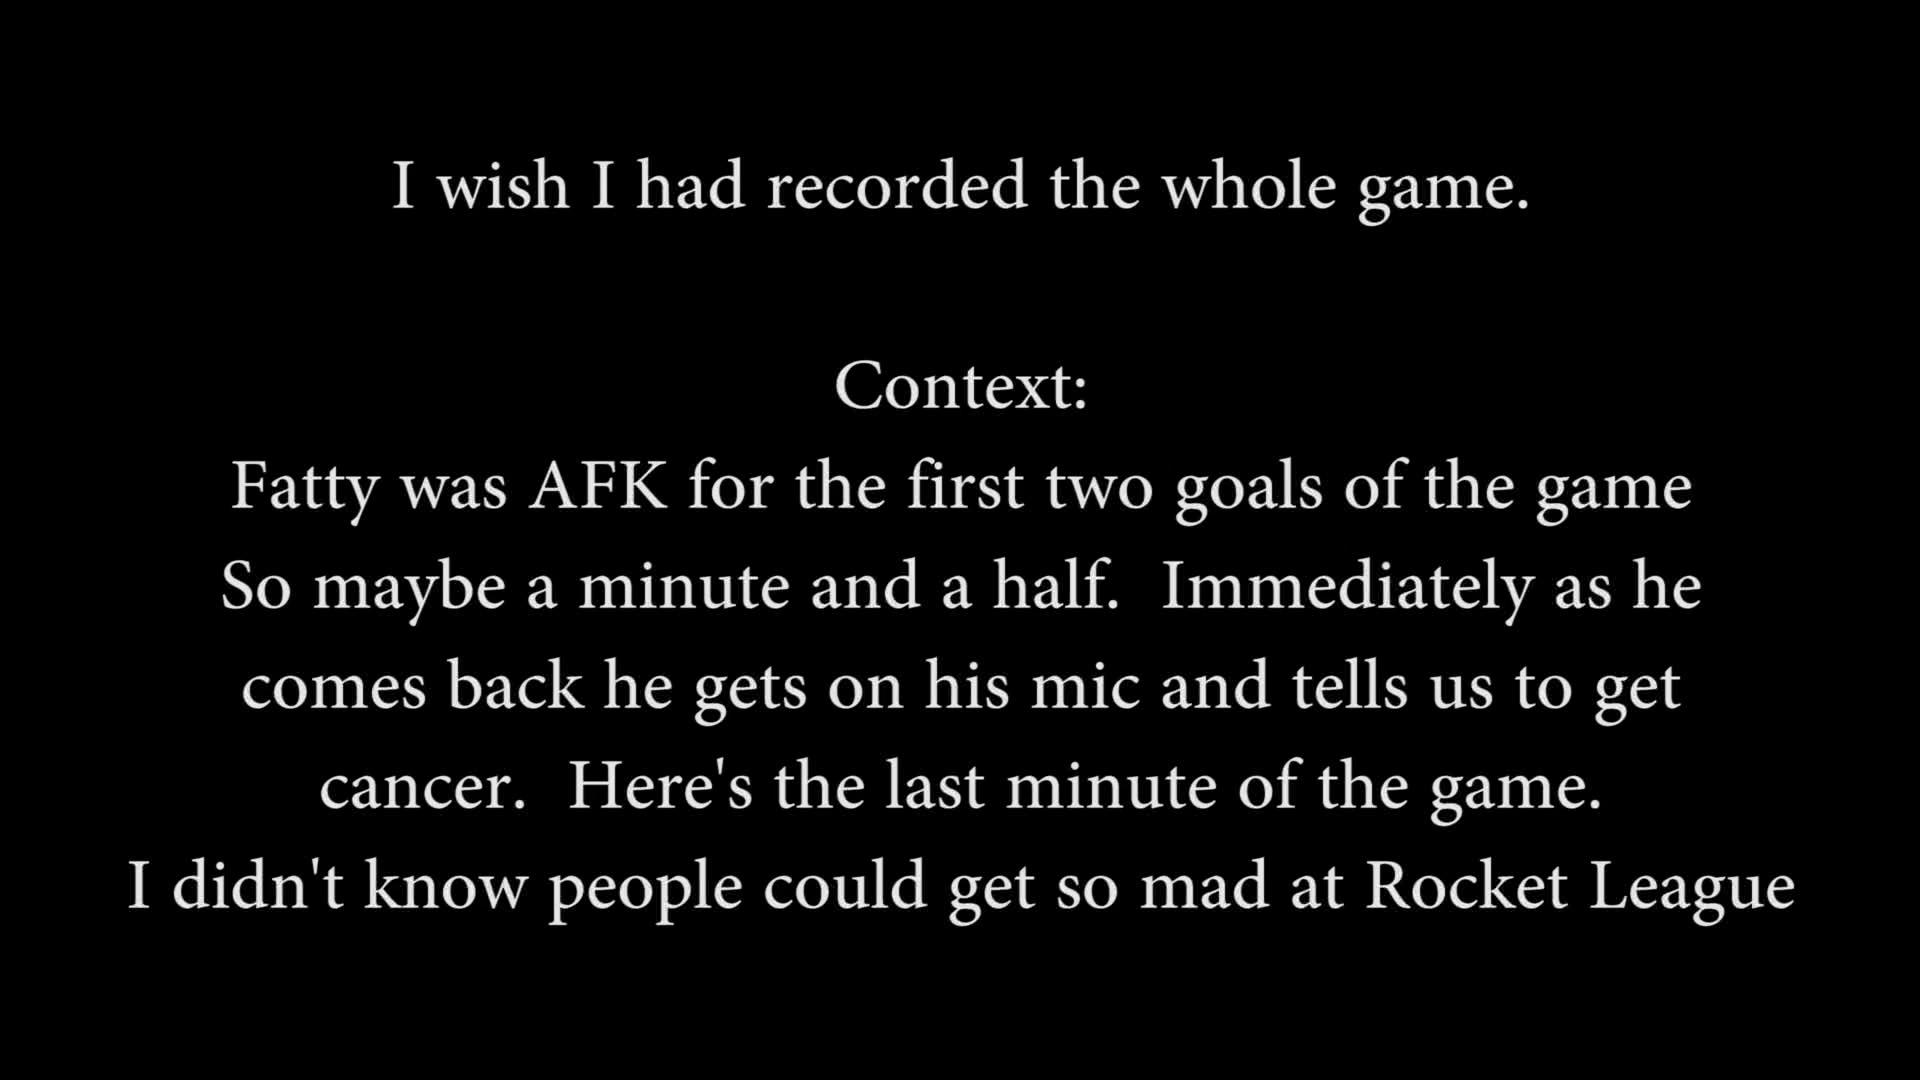 I wish I had recorded the whole game.
Context:
Fatty was AFK for the first two goals of the game
So maybe a minute and a half.  Immediately as he
comes back he gets on his mic and tells us to get
cancer.  Here's the last minute of the game.
I didn't know people could get so mad at Rocket League